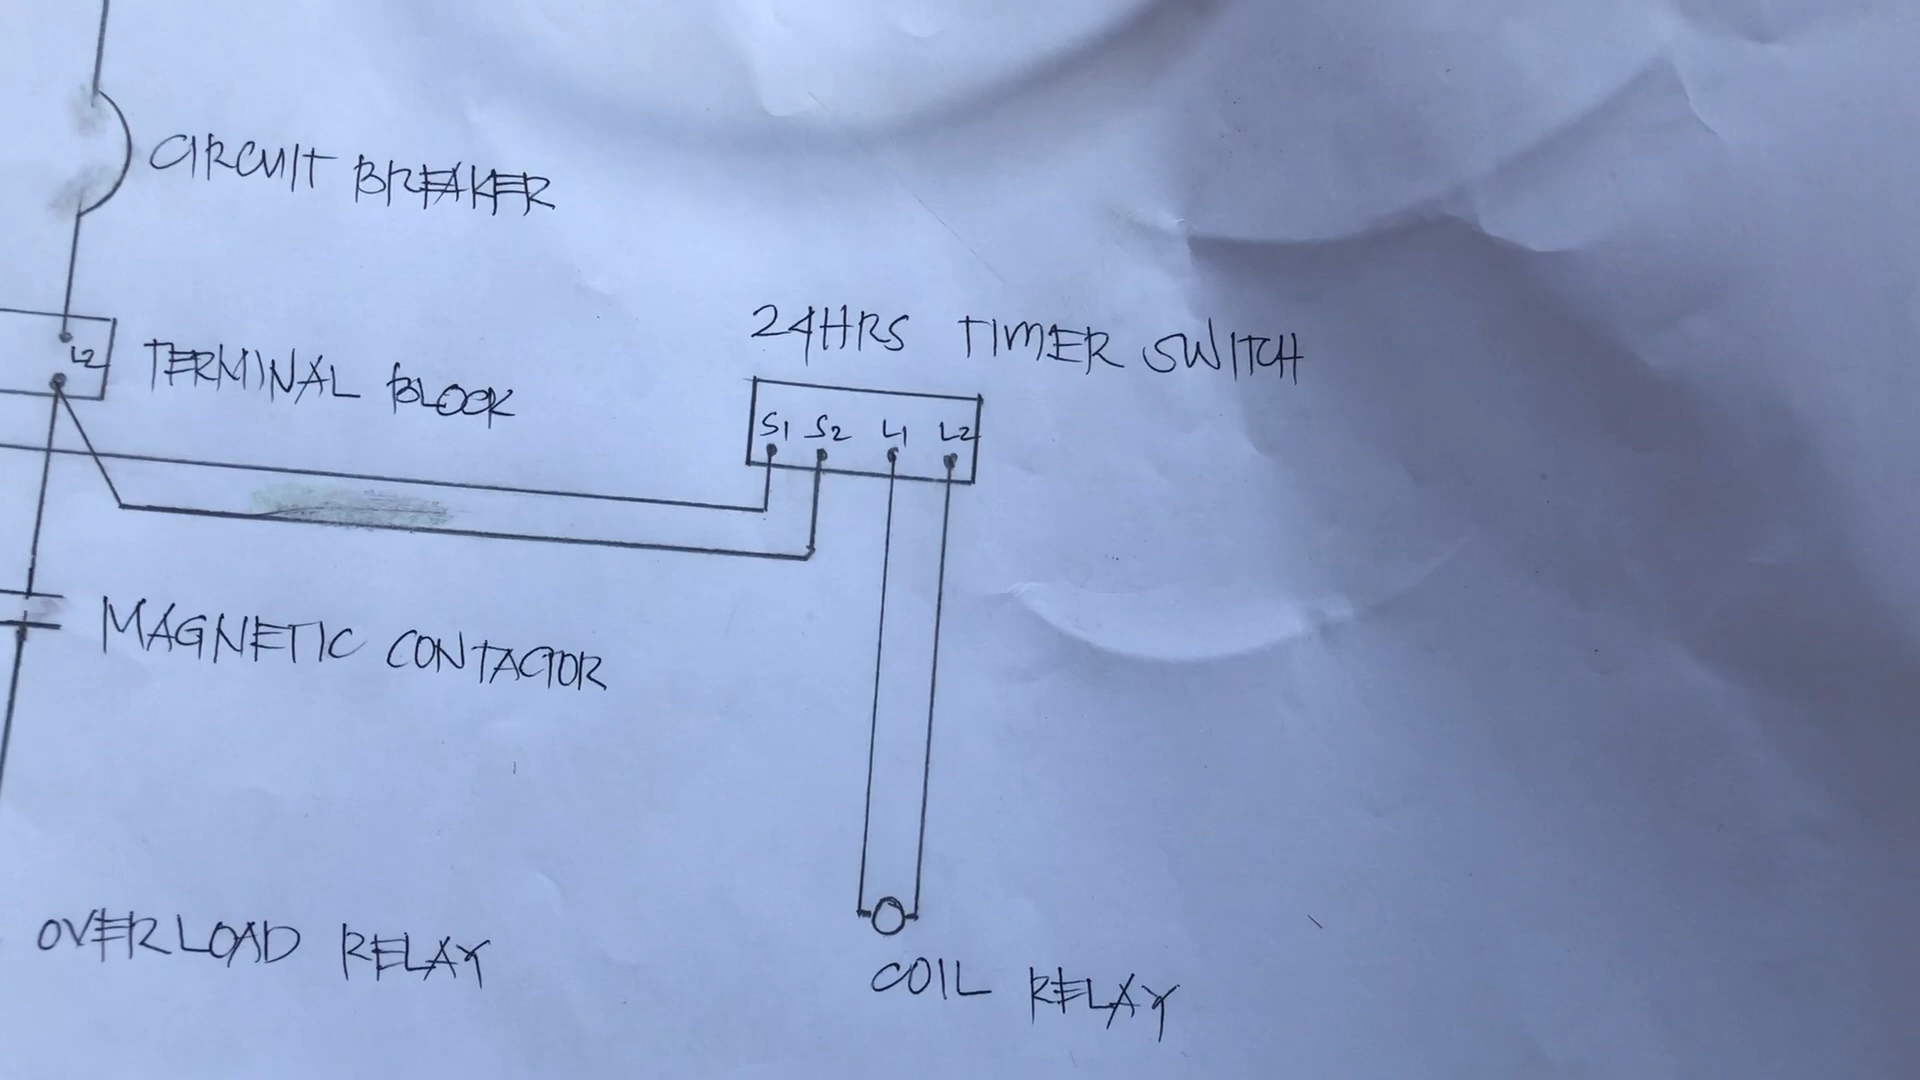 CIRCUIT BREAKER
24HRS TIMER SWITCH
L2
TERMINAL BLOCK
S1 S2 L1 L2
MAGNETIC CONTACTOR
OVERLOAD RELAY
COIL RELAY